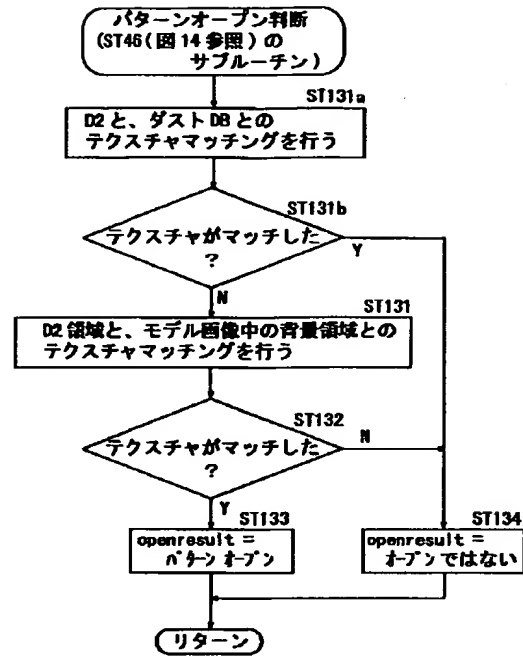 パターンオープン判断
(ST46(図14参照)の
サブルーチン)
ST131a
D2と、ダストDBとの
テクスチャマッチングを行う
ST131b
テクスチャがマッチした
?
Y
N
ST131
D2領域と、モデル画像中の背景領域との
テクスチャマッチングを行う
ST132
テクスチャがマッチした
?
N
Y
ST133
openresult =
パターンオープン
ST134
openresult =
オープンではない
リターン